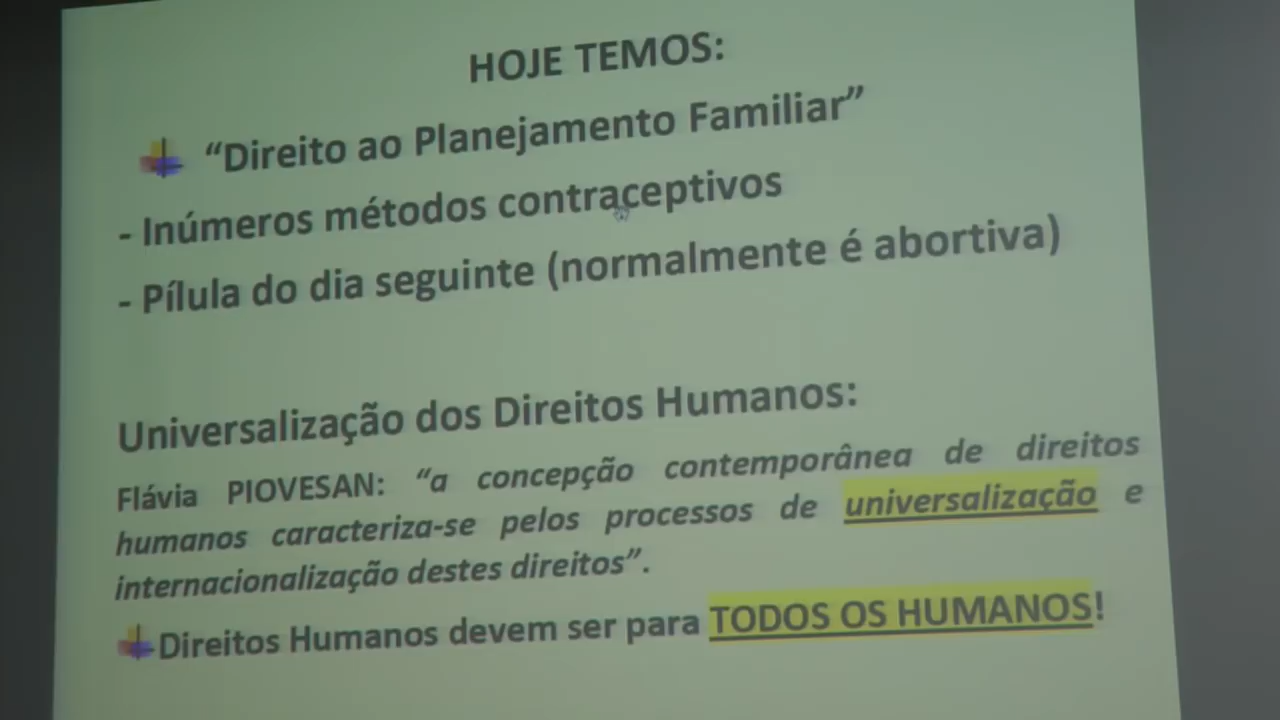 HOJE TEMOS:
“Direito ao Planejamento Familiar”
- Inúmeros métodos contraceptivos
- Pílula do dia seguinte (normalmente é abortiva)
Universalização dos Direitos Humanos:
Flávia PIOVESAN: “a concepção contemporânea de direitos
humanos caracteriza-se pelos processos de universalização e
internacionalização destes direitos”.
Direitos Humanos devem ser para TODOS OS HUMANOS!